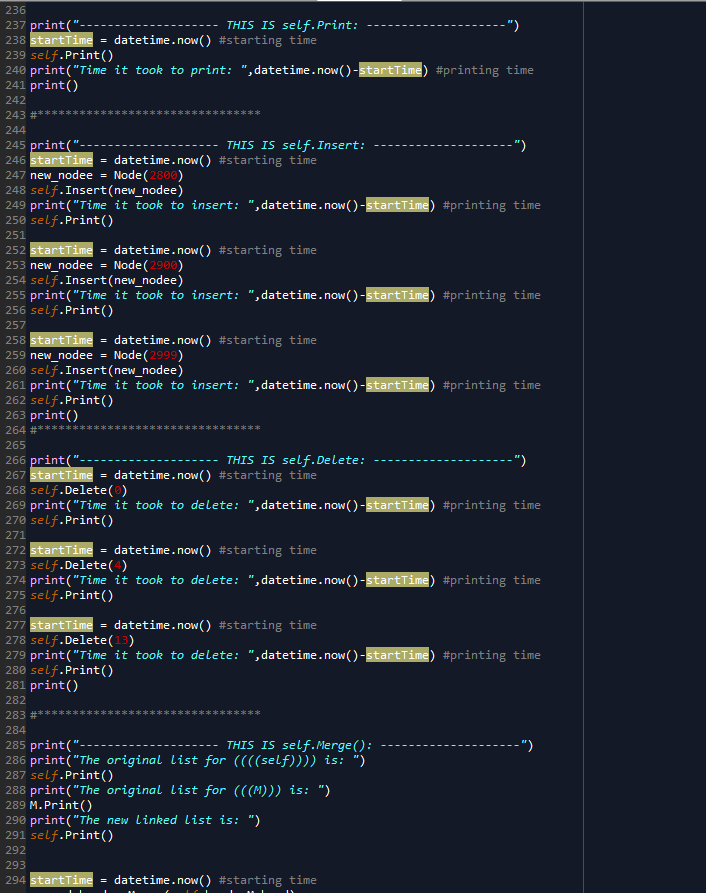 236
237 print("-------------------- THIS IS self.Print: --------------------")
238 startTime = datetime.now() #starting time
239 self.Print()
240 print("Time it took to print: ",datetime.now()-startTime) #printing time
241 print()
242
243 #********************************
244
245 print("-------------------- THIS IS self.Insert: --------------------")
246 startTime = datetime.now() #starting time
247 new_nodee = Node(2800)
248 self.Insert(new_nodee)
249 print("Time it took to insert: ",datetime.now()-startTime) #printing time
250 self.Print()
251
252 startTime = datetime.now() #starting time
253 new_nodee = Node(2900)
254 self.Insert(new_nodee)
255 print("Time it took to insert: ",datetime.now()-startTime) #printing time
256 self.Print()
257
258 startTime = datetime.now() #starting time
259 new_nodee = Node(2999)
260 self.Insert(new_nodee)
261 print("Time it took to insert: ",datetime.now()-startTime) #printing time
262 self.Print()
263 print()
264 #********************************
265
266 print("-------------------- THIS IS self.Delete: --------------------")
267 startTime = datetime.now() #starting time
268 self.Delete(0)
269 print("Time it took to delete: ",datetime.now()-startTime) #printing time
270 self.Print()
271
272 startTime = datetime.now() #starting time
273 self.Delete(4)
274 print("Time it took to delete: ",datetime.now()-startTime) #printing time
275 self.Print()
276
277 startTime = datetime.now() #starting time
278 self.Delete(13)
279 print("Time it took to delete: ",datetime.now()-startTime) #printing time
280 self.Print()
281 print()
282
283 #********************************
284
285 print("-------------------- THIS IS self.Merge(): --------------------")
286 print("The original list for ((((self)))) is: ")
287 self.Print()
288 print("The original list for (((M))) is: ")
289 M.Print()
290 print("The new linked list is: ")
291 self.Print()
292
293
294 startTime = datetime.now() #starting time